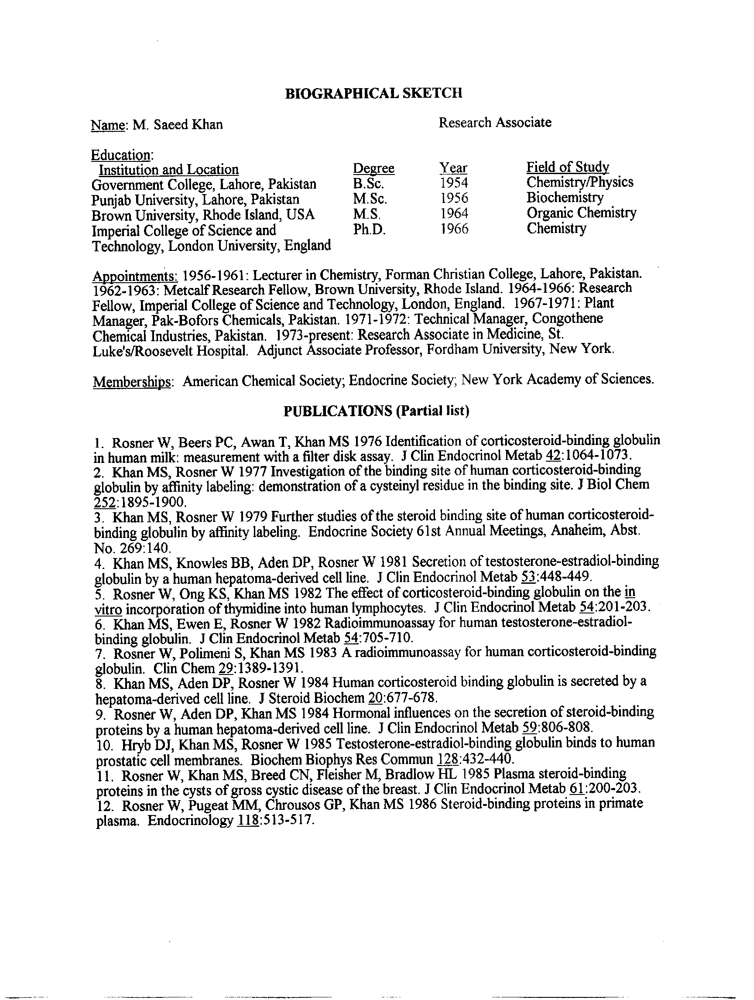 BIOGRAPHICAL SKETCH
Name: M. Saeed Khan Research Associate
Education:
Institution and Location Degree Year Field of Study
Government College, Lahore, Pakistan B.Sc. 1954 Chemistry/Physics
Punjab University, Lahore, Pakistan M.Sc. 1956 Biochemistry
Brown University, Rhode Island, USA M.S. 1964 Organic Chemistry
Imperial College of Science and Ph.D. 1966 Chemistry
Technology, London University, England
Appointments: 1956-1961: Lecturer in Chemistry, Forman Christian College, Lahore, Pakistan.
1962-1963: Metcalf Research Fellow, Brown University, Rhode Island. 1964-1966: Research
Fellow, Imperial College of Science and Technology, London, England. 1967-1971: Plant
Manager, Pak-Bofors Chemicals, Pakistan. 1971-1972: Technical Manager, Congothene
Chemical Industries, Pakistan. 1973-present: Research Associate in Medicine, St.
Luke's/Roosevelt Hospital. Adjunct Associate Professor, Fordham University, New York.
Memberships: American Chemical Society; Endocrine Society; New York Academy of Sciences.
PUBLICATIONS (Partial list)
1. Rosner W, Beers PC, Awan T, Khan MS 1976 Identification of corticosteroid-binding globulin
in human milk: measurement with a filter disk assay. J Clin Endocrinol Metab 42:1064-1073.
2. Khan MS, Rosner W 1977 Investigation of the binding site of human corticosteroid-binding
globulin by affinity labeling: demonstration of a cysteinyl residue in the binding site. J Biol Chem
252:1895-1900.
3. Khan MS, Rosner W 1979 Further studies of the steroid binding site of human corticosteroid-
binding globulin by affinity labeling. Endocrine Society 61st Annual Meetings, Anaheim, Abst.
No. 269:140.
4. Khan MS, Knowles BB, Aden DP, Rosner W 1981 Secretion of testosterone-estradiol-binding
globulin by a human hepatoma-derived cell line. J Clin Endocrinol Metab 53:448-449.
5. Rosner W, Ong KS, Khan MS 1982 The effect of corticosteroid-binding globulin on the in
vitro incorporation of thymidine into human lymphocytes. J Clin Endocrinol Metab 54:201-203.
6. Khan MS, Ewen E, Rosner W 1982 Radioimmunoassay for human testosterone-estradiol-
binding globulin. J Clin Endocrinol Metab 54:705-710.
7. Rosner W, Polimeni S, Khan MS 1983 A radioimmunoassay for human corticosteroid-binding
globulin. Clin Chem 29:1389-1391.
8. Khan MS, Aden DP, Rosner W 1984 Human corticosteroid binding globulin is secreted by a
hepatoma-derived cell line. J Steroid Biochem 20:677-678.
9. Rosner W, Aden DP, Khan MS 1984 Hormonal influences on the secretion of steroid-binding
proteins by a human hepatoma-derived cell line. J Clin Endocrinol Metab 59:806-808.
10. Hryb DJ, Khan MS, Rosner W 1985 Testosterone-estradiol-binding globulin binds to human
prostatic cell membranes. Biochem Biophys Res Commun 128:432-440.
11. Rosner W, Khan MS, Breed CN, Fleisher M, Bradlow HL 1985 Plasma steroid-binding
proteins in the cysts of gross cystic disease of the breast. J Clin Endocrinol Metab 61:200-203.
12. Rosner W, Pugeat MM, Chrousos GP, Khan MS 1986 Steroid-binding proteins in primate
plasma. Endocrinology 118:513-517.